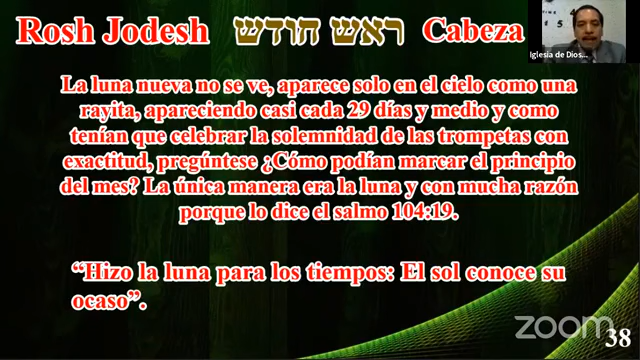 Rosh Jodesh ראש חודש Cabeza
La luna nueva no se ve, aparece solo en el cielo como una
rayita, apareciendo casi cada 29 días y medio y como
tenían que celebrar la solemnidad de las trompetas con
exactitud, pregúntese ¿Cómo podían marcar el principio
del mes? La única manera era la luna y con mucha razón
porque lo dice el salmo 104:19.
“Hizo la luna para los tiempos: El sol conoce su
ocaso”.
Iglesia de Dios...
zoom
38